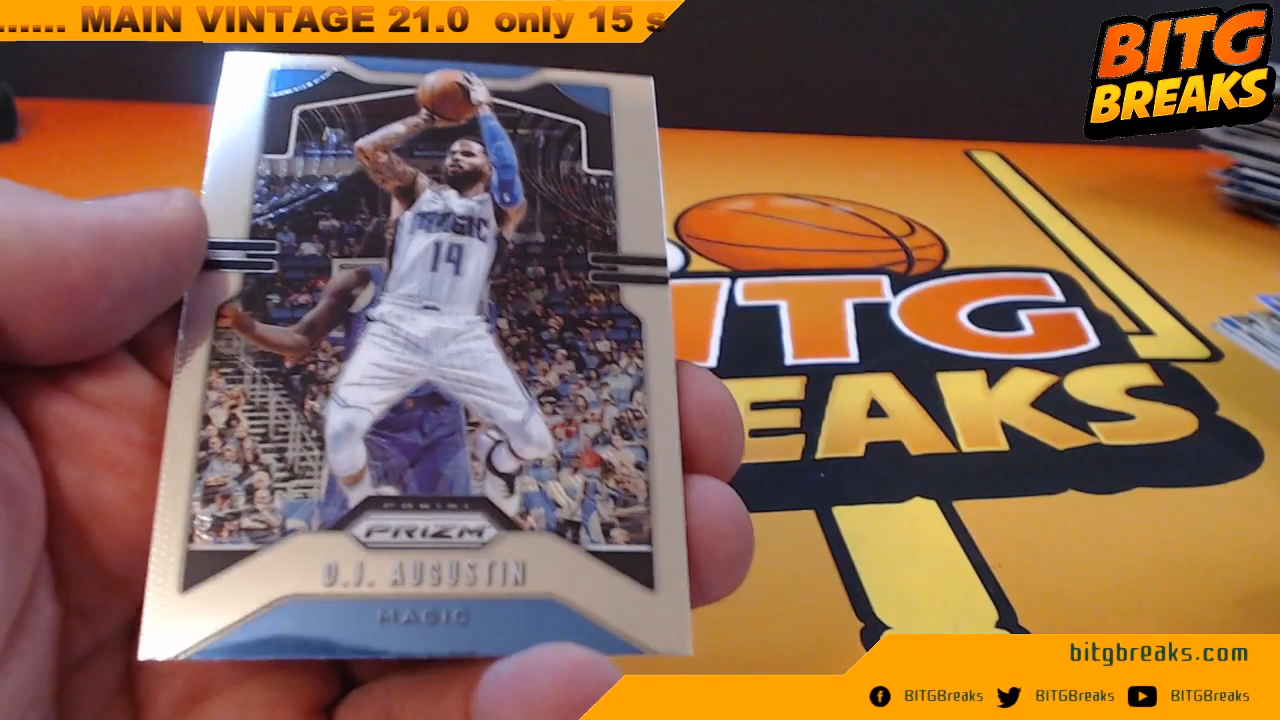 ...... MAIN VINTAGE 21.0 only 15 s
BITG
BREAKS
MAGIC
14
ITG
EAKS
PANINI
PRIZM
D.J. AUGUSTIN
MAGIC
bitgbreaks.com
BITGBreaks BITGBreaks BITGBreaks